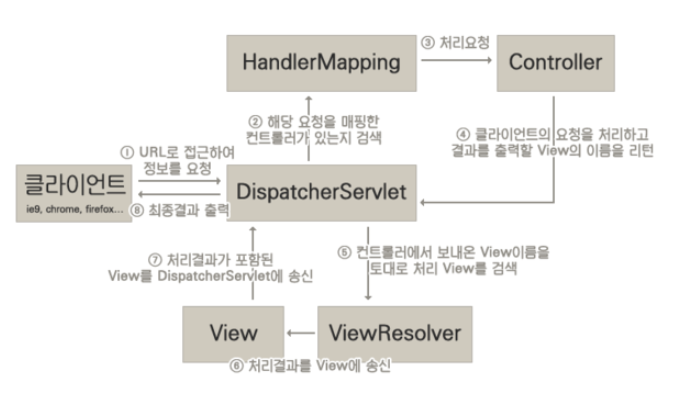 HandlerMapping
③ 처리요청
Controller
② 해당 요청을 매핑한
컨트롤러가 있는지 검색
④ 클라이언트의 요청을 처리하고
결과를 출력할 View의 이름을 리턴
① URL로 접근하여
정보를 요청
클라이언트
ie9, chrome, firefox...
DispatcherServlet
⑧ 최종결과 출력
⑦ 처리결과가 포함된
View를 DispatcherServlet에 송신
⑤ 컨트롤러에서 보내온 View이름을
토대로 처리 View를 검색
View
ViewResolver
⑥ 처리결과를 View에 송신